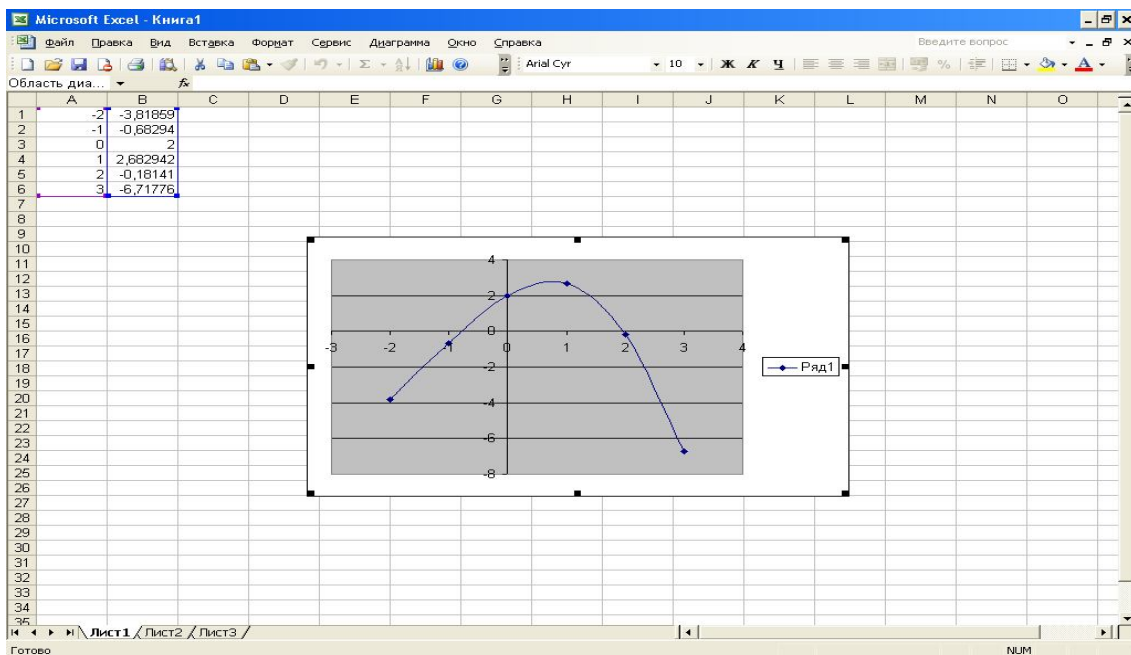 Microsoft Excel - Книга1
Файл Правка Вид Вставка Формат Сервис Диаграмма Окно Справка Введите вопрос
Arial Cyr 10 Ж К Ч
Область диа... fx
A B C D E F G H I J K L M N O
1 -2 -3,81859
2 -1 -0,68294
3 0 2
4 1 2,682942
5 2 -0,18141
6 3 -6,71776
7
8
9
10
11
12
13
14
15
16
17
18
19
20
21
22
23
24
25
26
27
28
29
30
31
32
33
34
35
4
2
0
-3 -2 -1 0 1 2 3 4
-2
-4
-6
-8
Ряд1
Лист1 Лист2 Лист3
Готово NUM